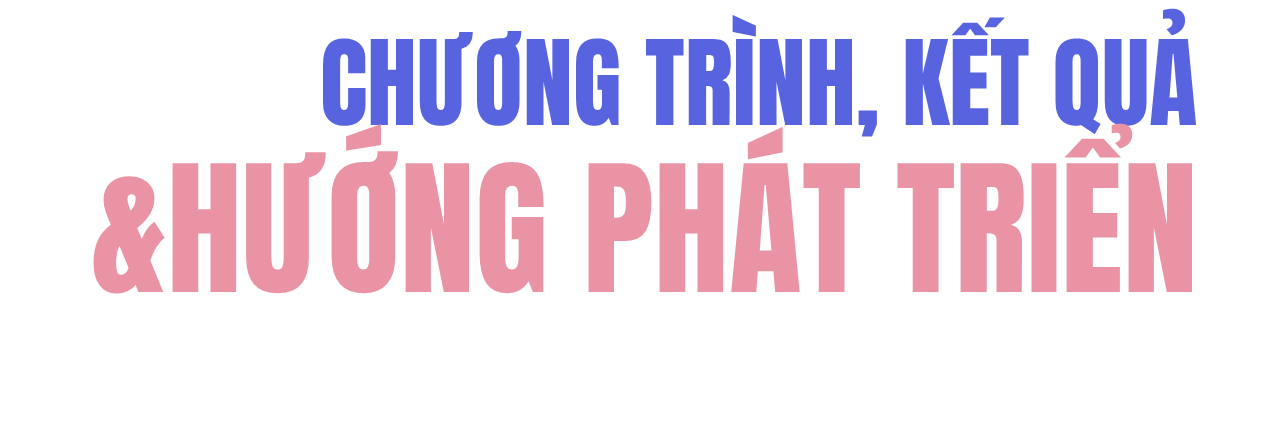 CHƯƠNG TRÌNH, KẾT QUẢ
&HƯỚNG PHÁT TRIỂN